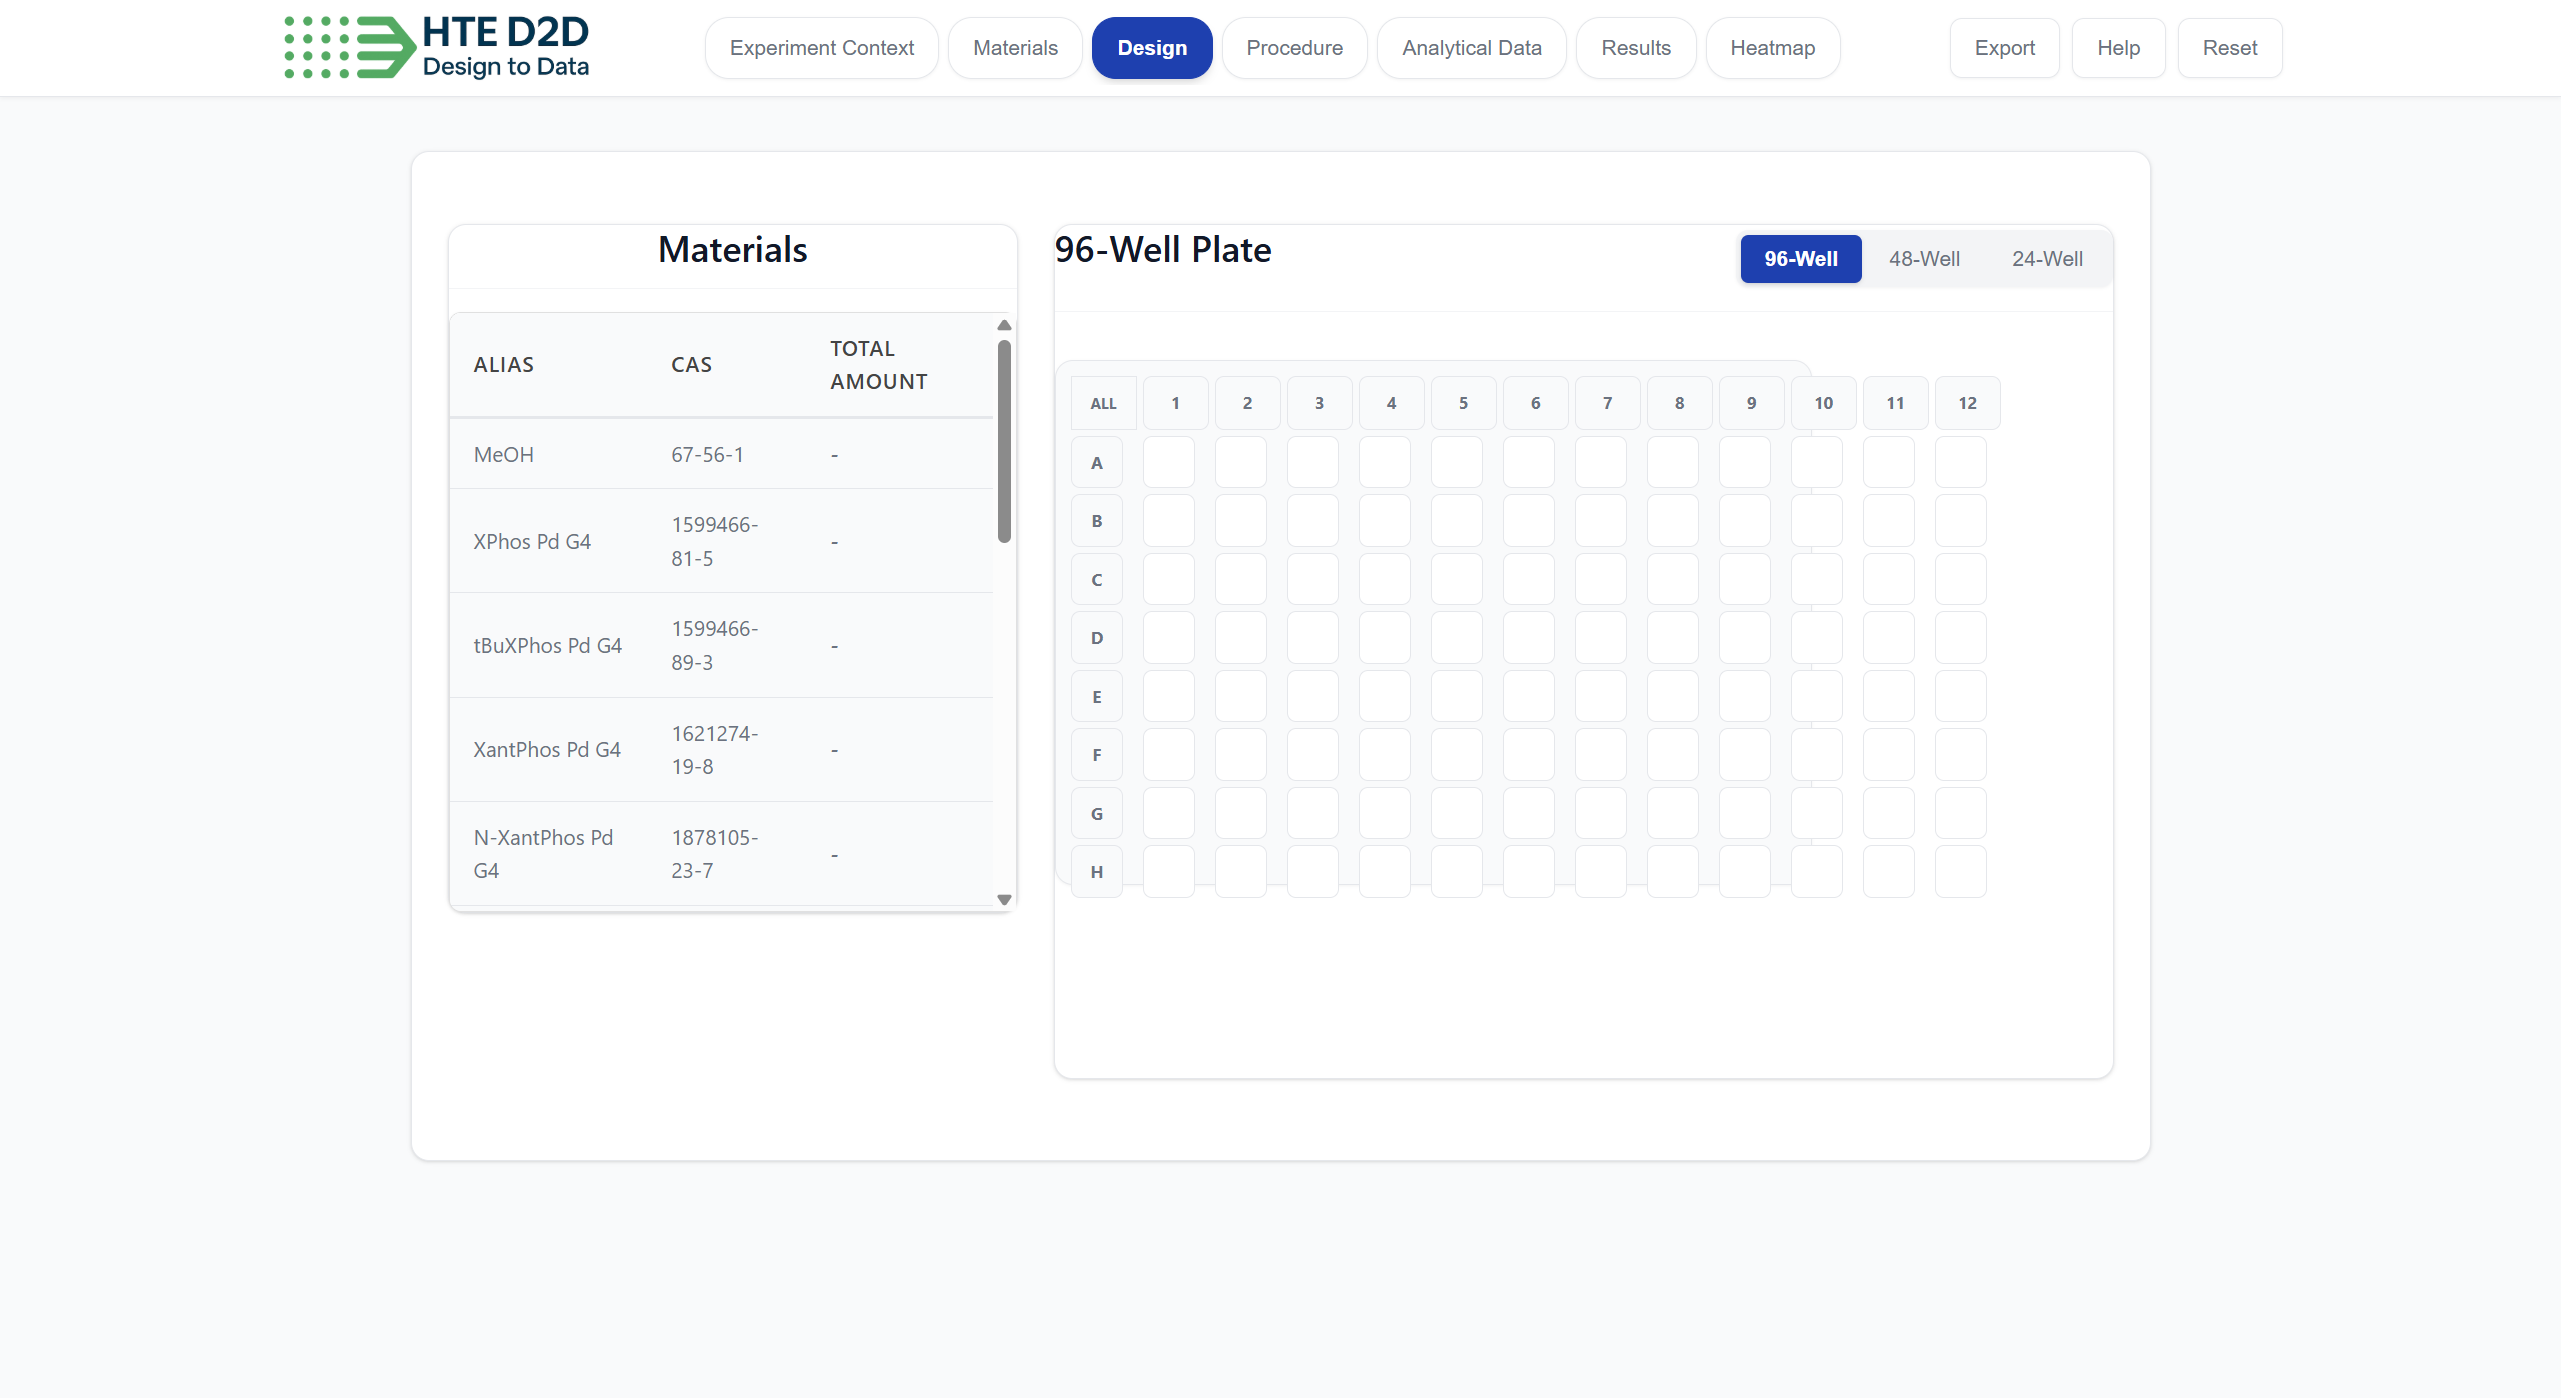 HTE D2D
Design to Data
Experiment Context
Materials
Design
Procedure
Analytical Data
Results
Heatmap
Export
Help
Reset
Materials
ALIAS CAS TOTAL
AMOUNT
MeOH 67-56-1 -
XPhos Pd G4 1599466-
81-5 -
tBuXPhos Pd G4 1599466-
89-3 -
XantPhos Pd G4 1621274-
19-8 -
N-XantPhos Pd 1878105-
G4 23-7 -
96-Well Plate
96-Well 48-Well 24-Well
ALL 1 2 3 4 5 6 7 8 9 10 11 12
A
B
C
D
E
F
G
H